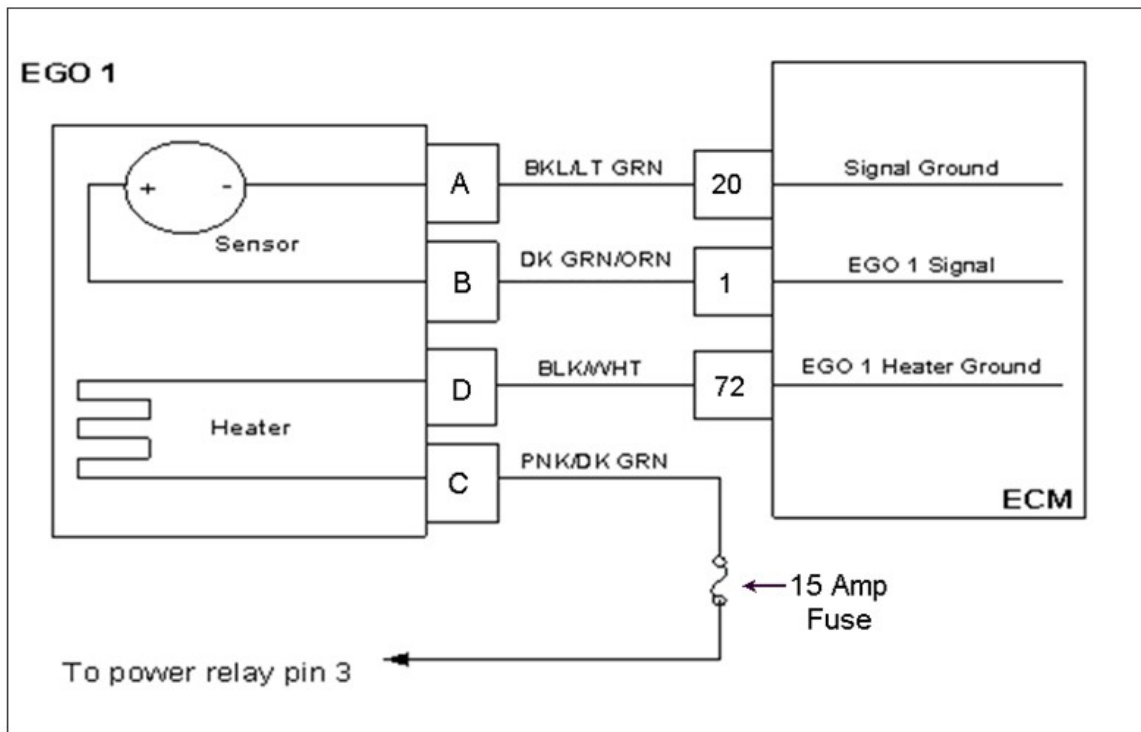 EGO 1
+ -
Sensor
Heater
A
B
D
C
BKL/LT GRN
DK GRN/ORN
BLK/WHT
PNK/DK GRN
20
1
72
Signal Ground
EGO 1 Signal
EGO 1 Heater Ground
ECM
15 Amp
Fuse
To power relay pin 3